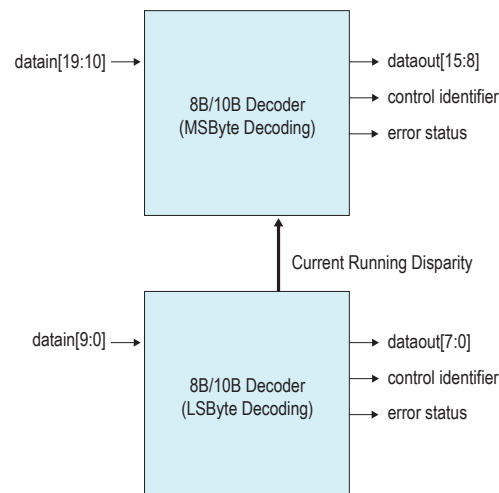 datain[19:10]
8B/10B Decoder
(MSByte Decoding)
dataout[15:8]
control identifier
error status
Current Running Disparity
datain[9:0]
8B/10B Decoder
(LSByte Decoding)
dataout[7:0]
control identifier
error status